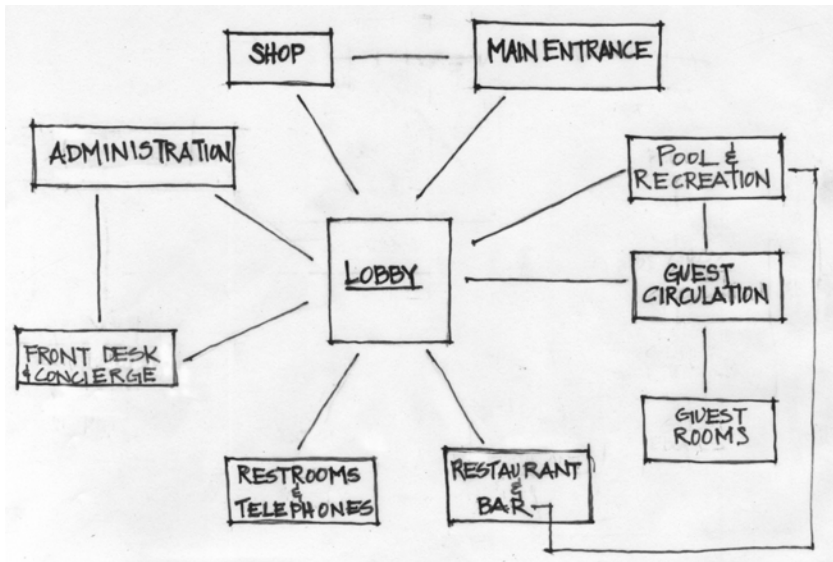 SHOP
MAIN ENTRANCE
ADMINISTRATION
POOL &
RECREATION
LOBBY
GUEST
CIRCULATION
FRONT DESK
& CONCIERGE
GUEST
ROOMS
RESTROOMS
&
TELEPHONES
RESTAURANT
&
BAR